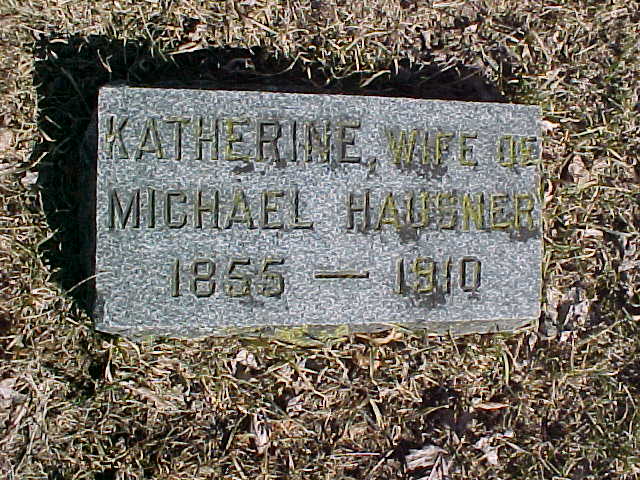 KATHERINE, WIFE OF
MICHAEL HAUSNER
1855 — 1910